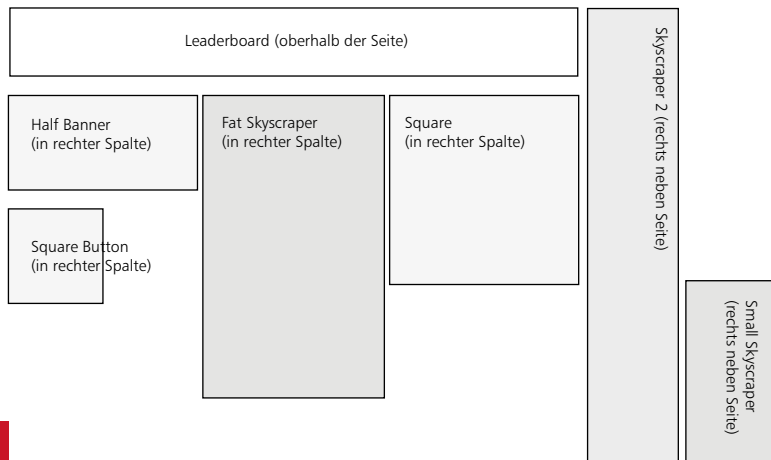 Leaderboard (oberhalb der Seite)
Half Banner
(in rechter Spalte)
Fat Skyscraper
(in rechter Spalte)
Square
(in rechter Spalte)
Skyscraper 2 (rechts neben Seite)
Square Button
(in rechter Spalte)
Small Skyscraper
(rechts neben Seite)